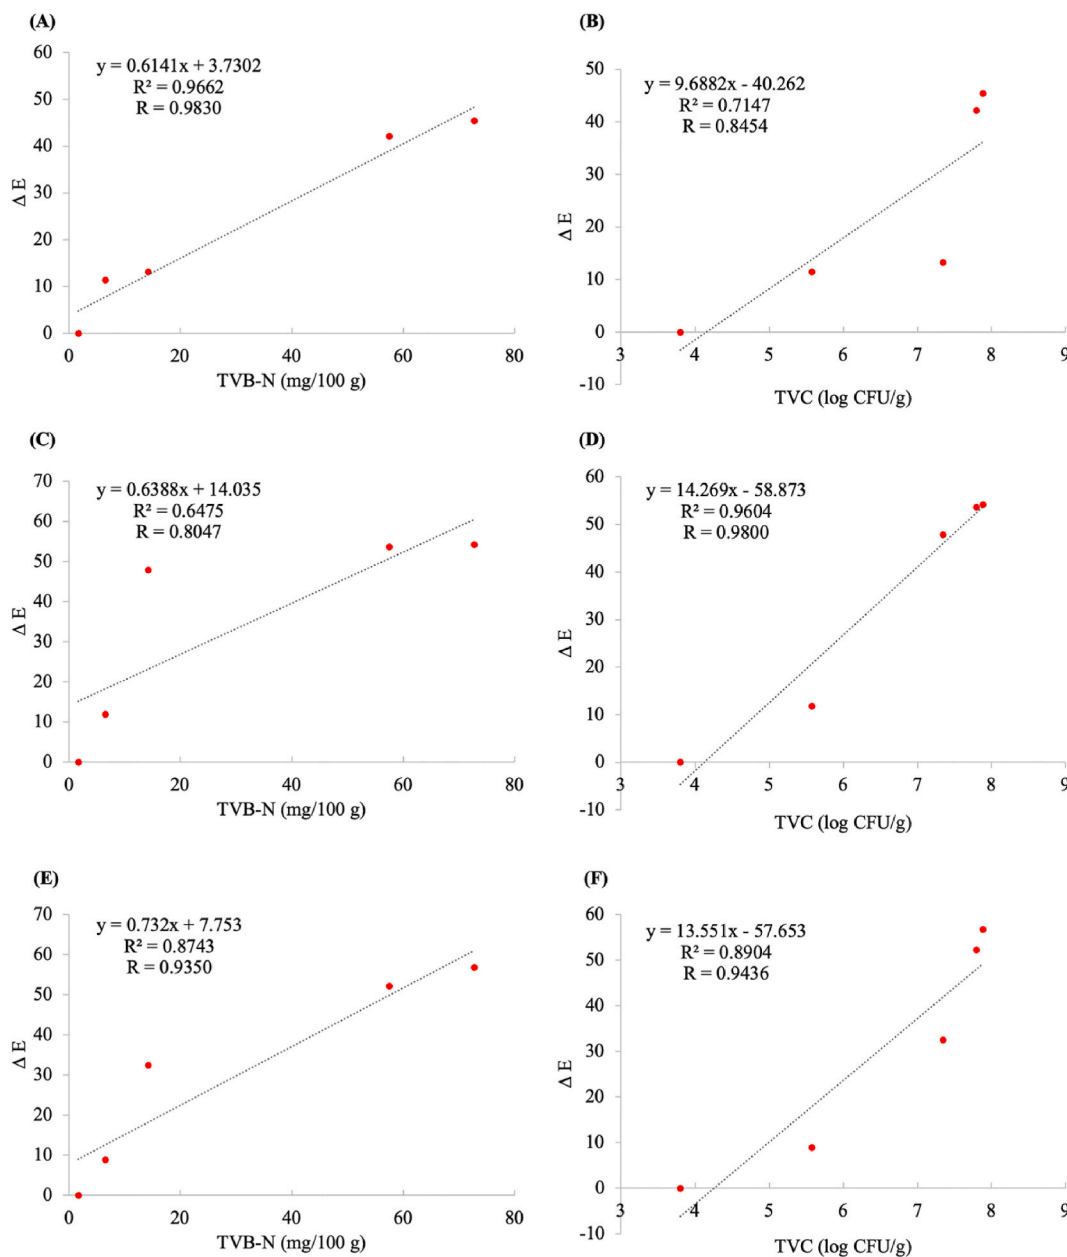 (A)
y = 0.6141x + 3.7302
R² = 0.9662
R = 0.9830
60
50
40
30
20
10
0
Δ E
0 20 40 60 80
TVB-N (mg/100 g)
(B)
y = 9.6882x - 40.262
R² = 0.7147
R = 0.8454
50
40
30
20
10
0
-10
Δ E
3 4 5 6 7 8 9
TVC (log CFU/g)
(C)
y = 0.6388x + 14.035
R² = 0.6475
R = 0.8047
70
60
50
40
30
20
10
0
Δ E
0 20 40 60 80
TVB-N (mg/100 g)
(D)
y = 14.269x - 58.873
R² = 0.9604
R = 0.9800
60
50
40
30
20
10
0
-10
Δ E
3 4 5 6 7 8 9
TVC (log CFU/g)
(E)
y = 0.732x + 7.753
R² = 0.8743
R = 0.9350
70
60
50
40
30
20
10
0
Δ E
0 20 40 60 80
TVB-N (mg/100 g)
(F)
y = 13.551x - 57.653
R² = 0.8904
R = 0.9436
60
50
40
30
20
10
0
-10
Δ E
3 4 5 6 7 8 9
TVC (log CFU/g)